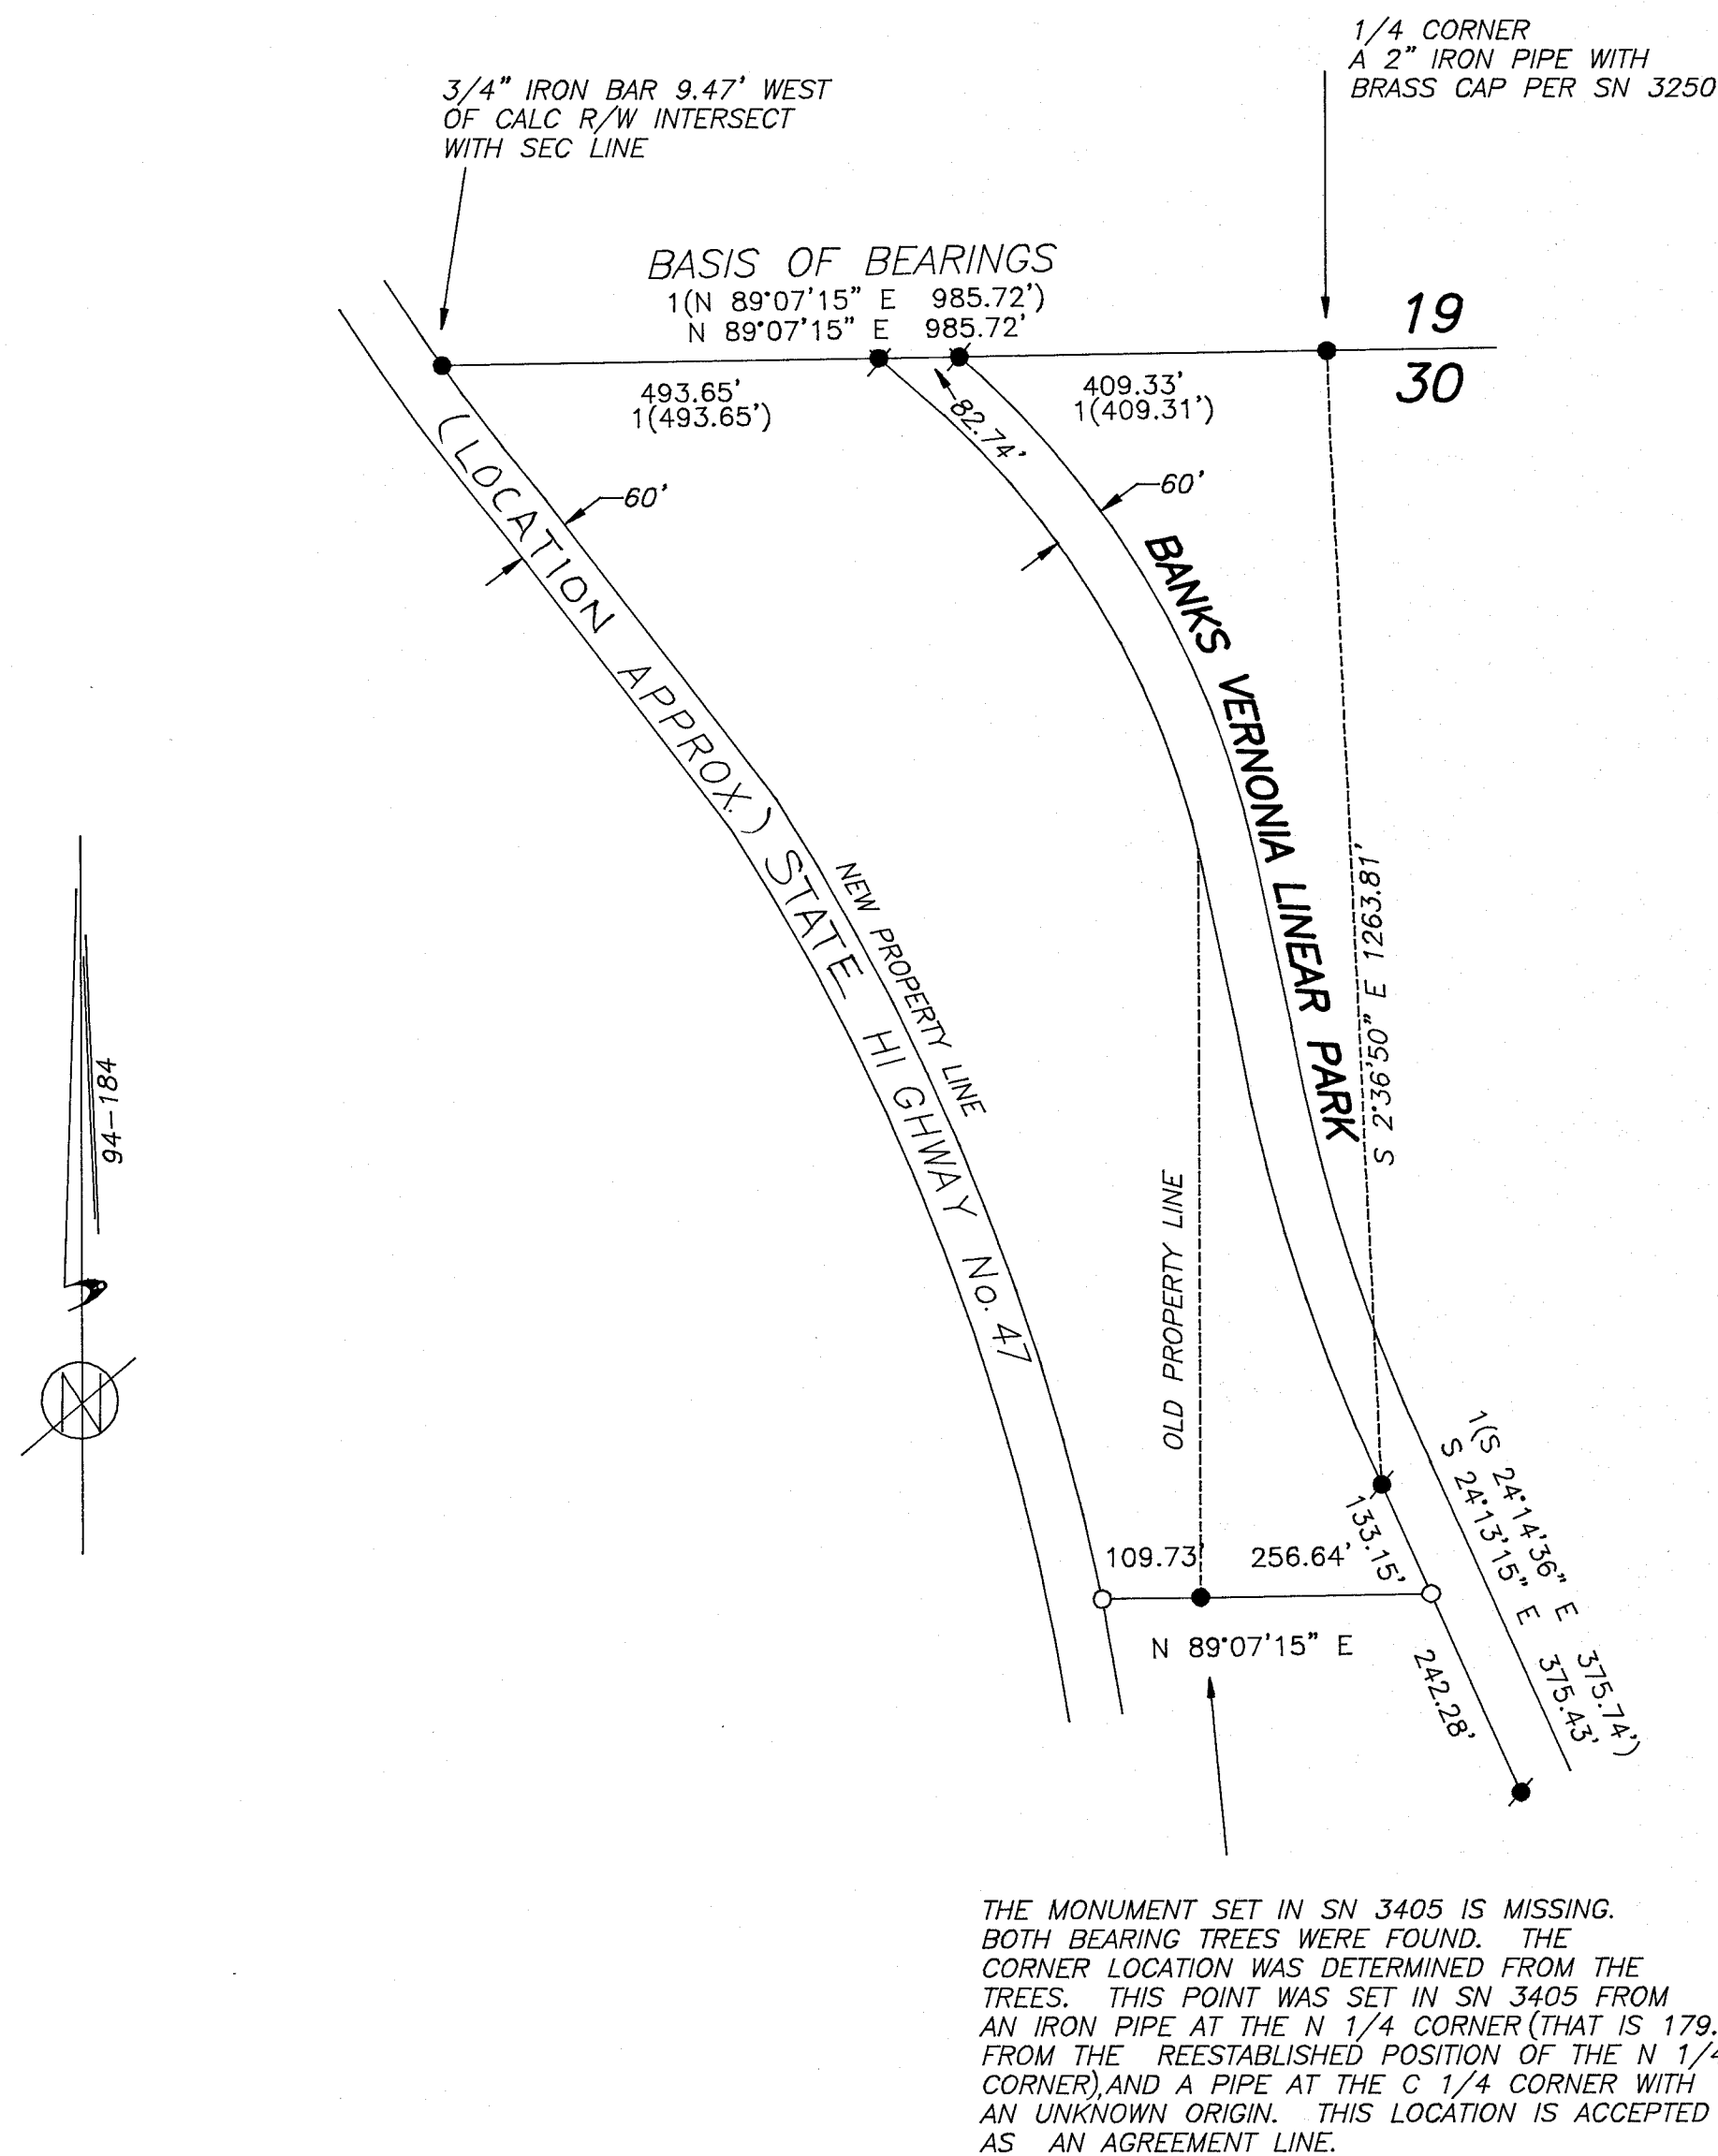 1/4 CORNER
A 2" IRON PIPE WITH
BRASS CAP PER SN 3250
3/4" IRON BAR 9.47' WEST
OF CALC R/W INTERSECT
WITH SEC LINE
BASIS OF BEARINGS
1(N 89°07'15" E 985.72')
N 89°07'15" E 985.72'
19
30
493.65'
1(493.65')
82.74'
409.33'
1(409.31')
60'
60'
(LOCATION APPROX.) STATE HIGHWAY No. 47
BANKS VERNONIA LINEAR PARK
NEW PROPERTY LINE
S 2°36'50" E 1263.81'
OLD PROPERTY LINE
94-184
N
1(S 24°14'36" E 375.74')
S 24°13'15" E 375.43'
133.15'
109.73'
256.64'
N 89°07'15" E
242.28'
THE MONUMENT SET IN SN 3405 IS MISSING.
BOTH BEARING TREES WERE FOUND. THE
CORNER LOCATION WAS DETERMINED FROM THE
TREES. THIS POINT WAS SET IN SN 3405 FROM
AN IRON PIPE AT THE N 1/4 CORNER (THAT IS 179.
FROM THE REESTABLISHED POSITION OF THE N 1/4
CORNER),AND A PIPE AT THE C 1/4 CORNER WITH
AN UNKNOWN ORIGIN. THIS LOCATION IS ACCEPTED
AS AN AGREEMENT LINE.